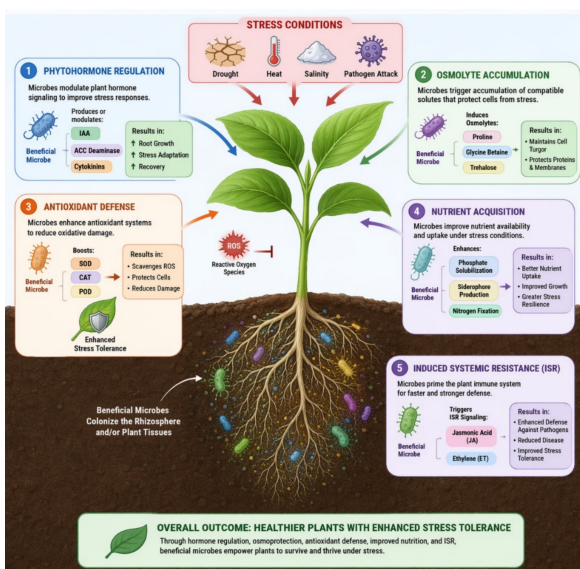 STRESS CONDITIONS
Drought
Heat
Salinity
Pathogen Attack
1 PHYTOHORMONE REGULATION
Microbes modulate plant hormone
signaling to improve stress responses.
Produces or
modulates:
IAA
ACC Deaminase
Cytokinins
Beneficial
Microbe
Results in
↑ Root Growth
↑ Stress Adaptation
↑ Recovery
2 OSMOLYTE ACCUMULATION
Microbes trigger accumulation of compatible
solutes that protect cells from stress.
Induces
Osmolytes:
Proline
Glycine Betaine
Trehalose
Beneficial
Microbe
Results in:
• Maintains Cell
Turgor
• Protects Proteins
& Membranes
3 ANTIOXIDANT DEFENSE
Microbes enhance antioxidant systems
to reduce oxidative damage.
Boosts:
SOD
CAT
POD
Beneficial
Microbe
Results in:
• Scavenges ROS
• Protects Cells
• Reduces Damage
Enhanced
Stress Tolerance
ROS
Reactive Oxygen
Species
4 NUTRIENT ACQUISITION
Microbes improve nutrient availability
and uptake under stress conditions.
Enhances:
Phosphate
Solubilization
Siderophore
Production
Nitrogen Fixation
Beneficial
Microbe
Results in:
• Better Nutrient
Uptake
• Improved Growth
• Greater Stress
Resilience
5 INDUCED SYSTEMIC RESISTANCE (ISR)
Microbes prime the plant immune system
for faster and stronger defense.
Triggers
ISR Signaling:
Jasmonic Acid
(JA)
Ethylene (ET)
Beneficial
Microbe
Results in:
• Enhanced Defense
Against Pathogens
• Reduced Disease
• Improved Stress
Tolerance
Beneficial Microbes
Colonize the Rhizosphere
and/or Plant Tissues
OVERALL OUTCOME: HEALTHIER PLANTS WITH ENHANCED STRESS TOLERANCE
Through hormone regulation, osmoprotection, antioxidant defense, improved nutrition, and ISR,
beneficial microbes empower plants to survive and thrive under stress.